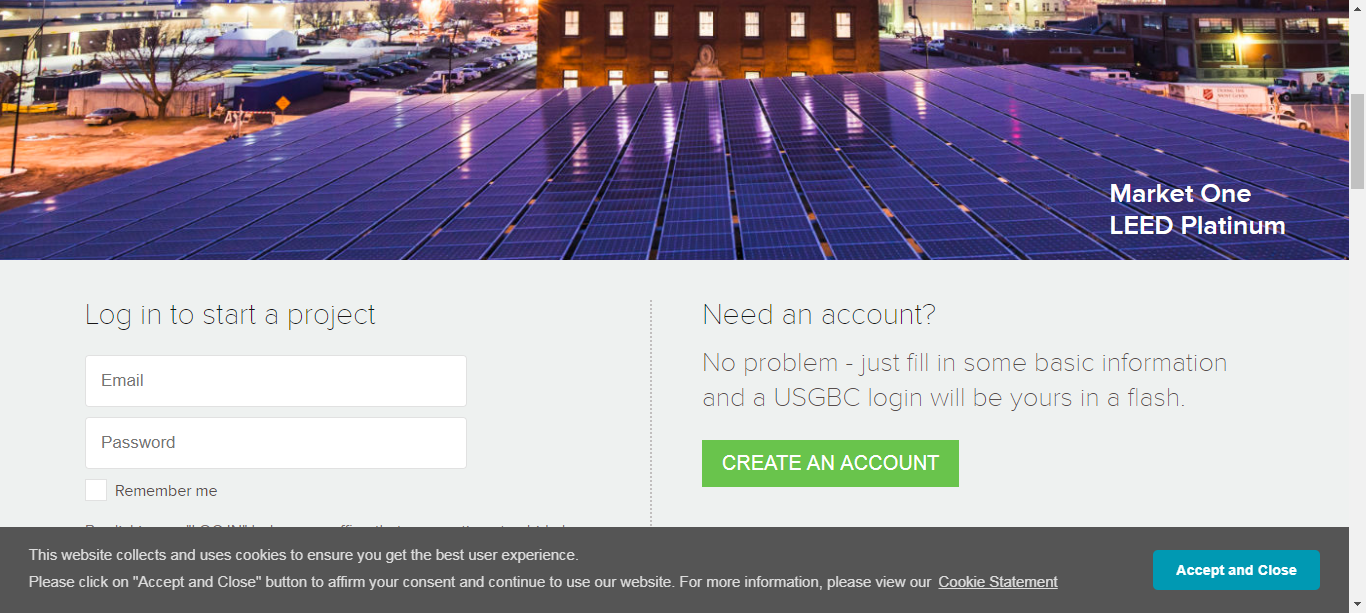 Market One
LEED Platinum
Log in to start a project
Email
Password
Remember me
Need an account?
No problem - just fill in some basic information
and a USGBC login will be yours in a flash.
CREATE AN ACCOUNT
This website collects and uses cookies to ensure you get the best user experience.
Please click on "Accept and Close" button to affirm your consent and continue to use our website. For more information, please view our Cookie Statement
Accept and Close